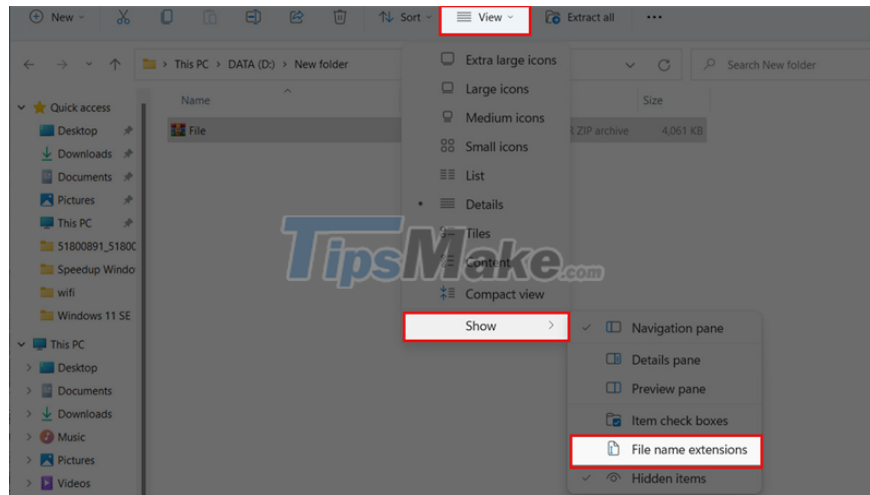 New
Sort
View
Extract all
This PC > DATA (D:) > New folder
Search New folder
Name
Size
File
R ZIP archive
4,061 KB
Quick access
Desktop
Downloads
Documents
Pictures
This PC
51800891_5180C
Speedup Windo
wifi
Windows 11 SE
This PC
Desktop
Documents
Downloads
Music
Pictures
Videos
Extra large icons
Large icons
Medium icons
Small icons
List
Details
Tiles
Content
Compact view
Show
Navigation pane
Details pane
Preview pane
Item check boxes
File name extensions
Hidden items
TipsMake.com